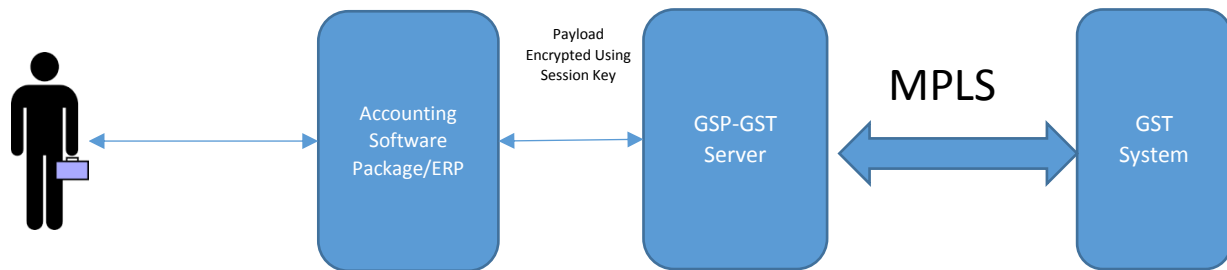 Accounting
Software
Package/ERP
Payload
Encrypted Using
Session Key
GSP-GST
Server
MPLS
GST
System